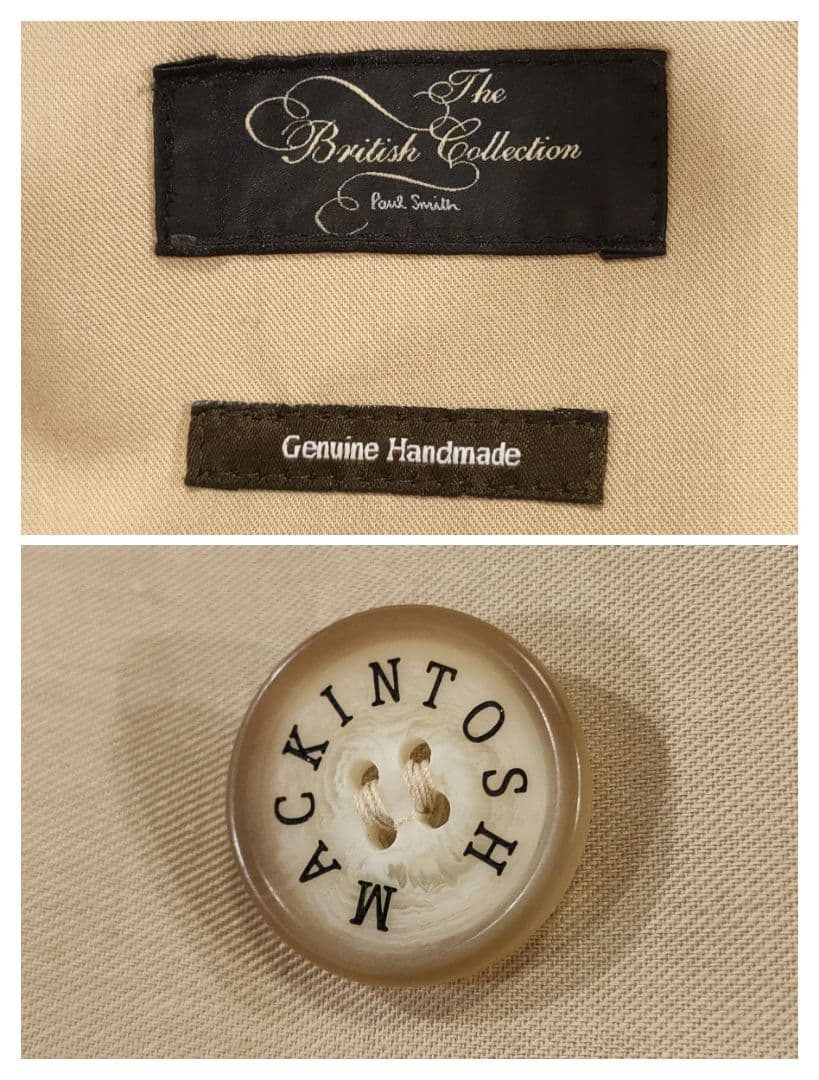 The
British Collection
Paul Smith
Genuine Handmade
MACKINTOSH